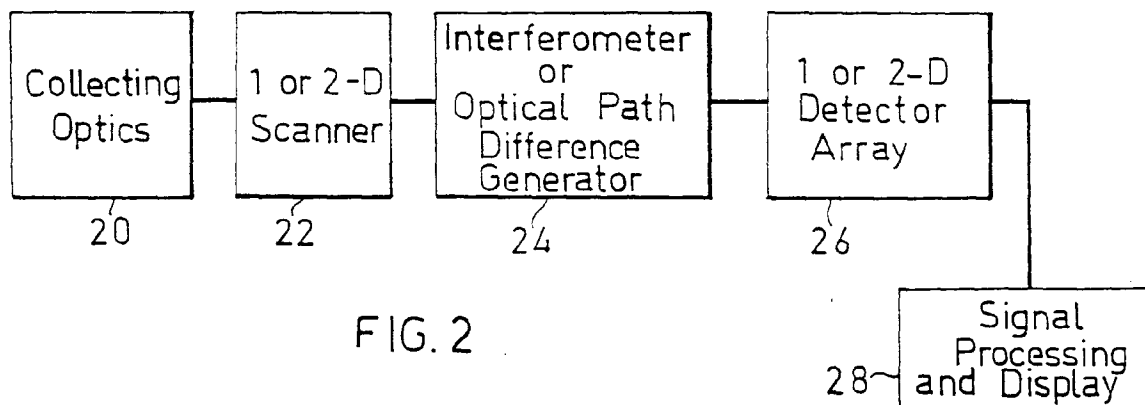 Collecting
Optics
20
1 or 2-D
Scanner
22
Interferometer
or
Optical Path
Difference
Generator
24
1 or 2-D
Detector
Array
26
Signal
Processing
and Display
28
FIG. 2